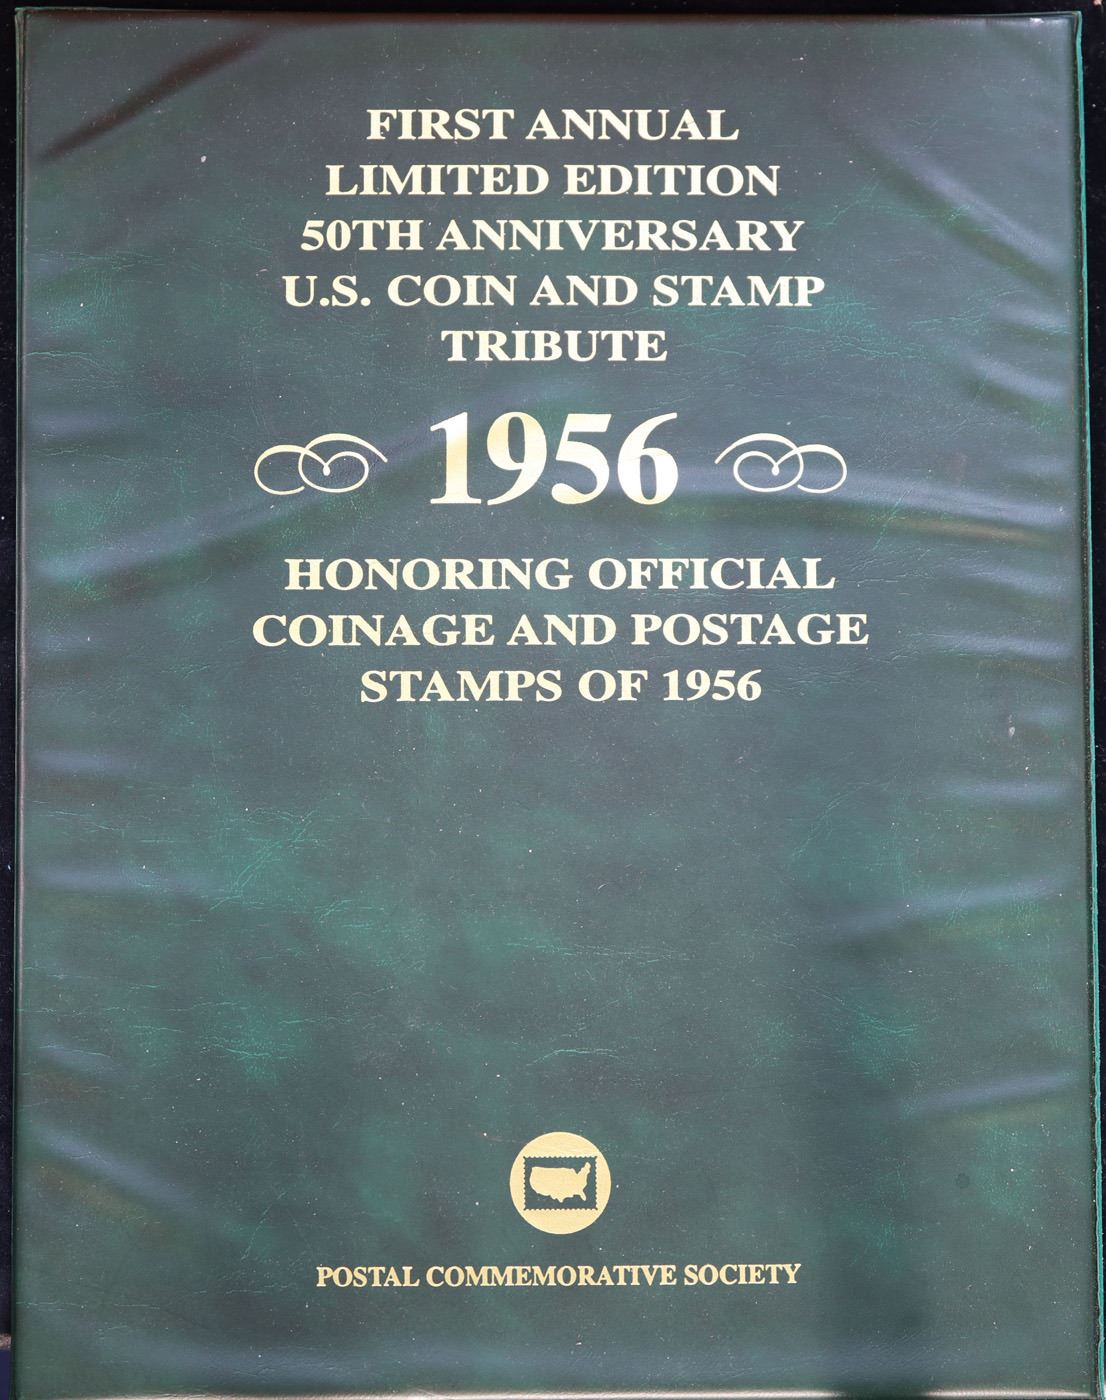 FIRST ANNUAL
LIMITED EDITION
50TH ANNIVERSARY
U.S. COIN AND STAMP
TRIBUTE
1956
HONORING OFFICIAL
COINAGE AND POSTAGE
STAMPS OF 1956
POSTAL COMMEMORATIVE SOCIETY